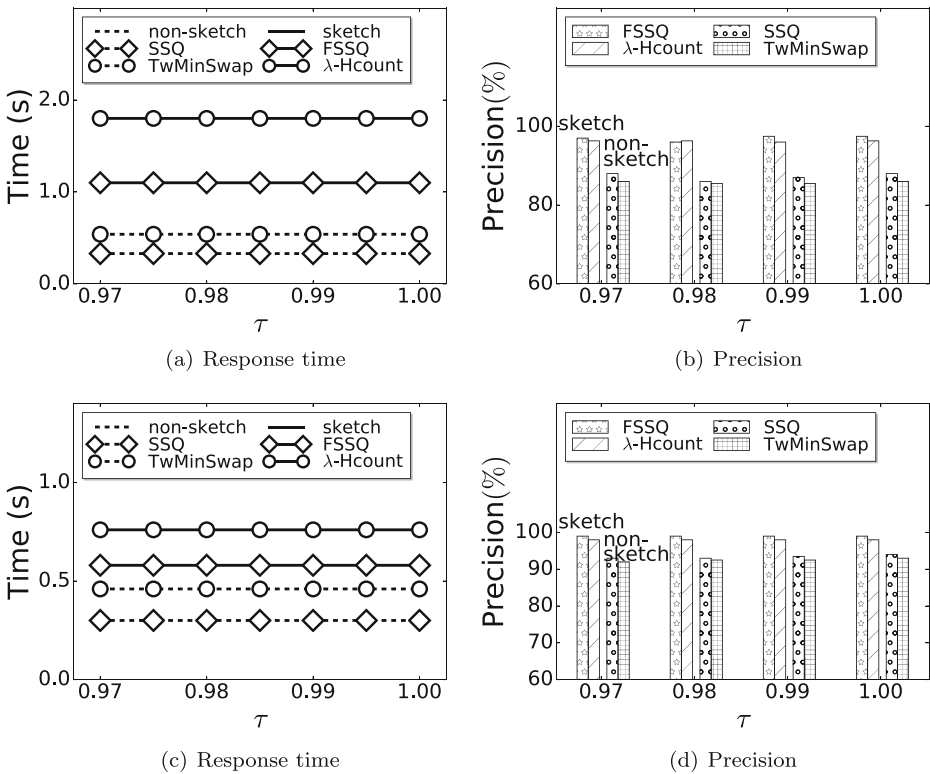 non-sketch sketch
SSQ FSSQ
TwMinSwap λ-Hcount
Time (s)
2.0
1.0
0.0
0.97 0.98 0.99 1.00
τ
(a) Response time
FSSQ SSQ
λ-Hcount TwMinSwap
Precision(%)
100
80
60
sketch
non-
sketch
0.97 0.98 0.99 1.00
τ
(b) Precision
non-sketch sketch
SSQ FSSQ
TwMinSwap λ-Hcount
Time (s)
1.0
0.5
0.0
0.97 0.98 0.99 1.00
τ
(c) Response time
FSSQ SSQ
λ-Hcount TwMinSwap
Precision(%)
100
90
80
70
60
sketch
non-
sketch
0.97 0.98 0.99 1.00
τ
(d) Precision